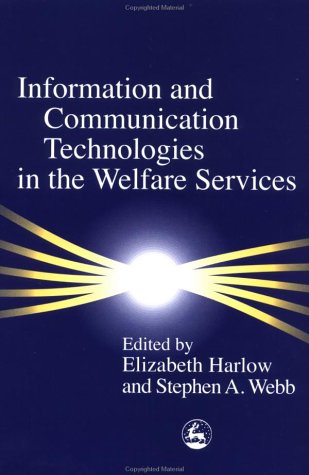 Information and
Communication
Technologies
in the Welfare Services
Edited by
Elizabeth Harlow
and Stephen A. Webb